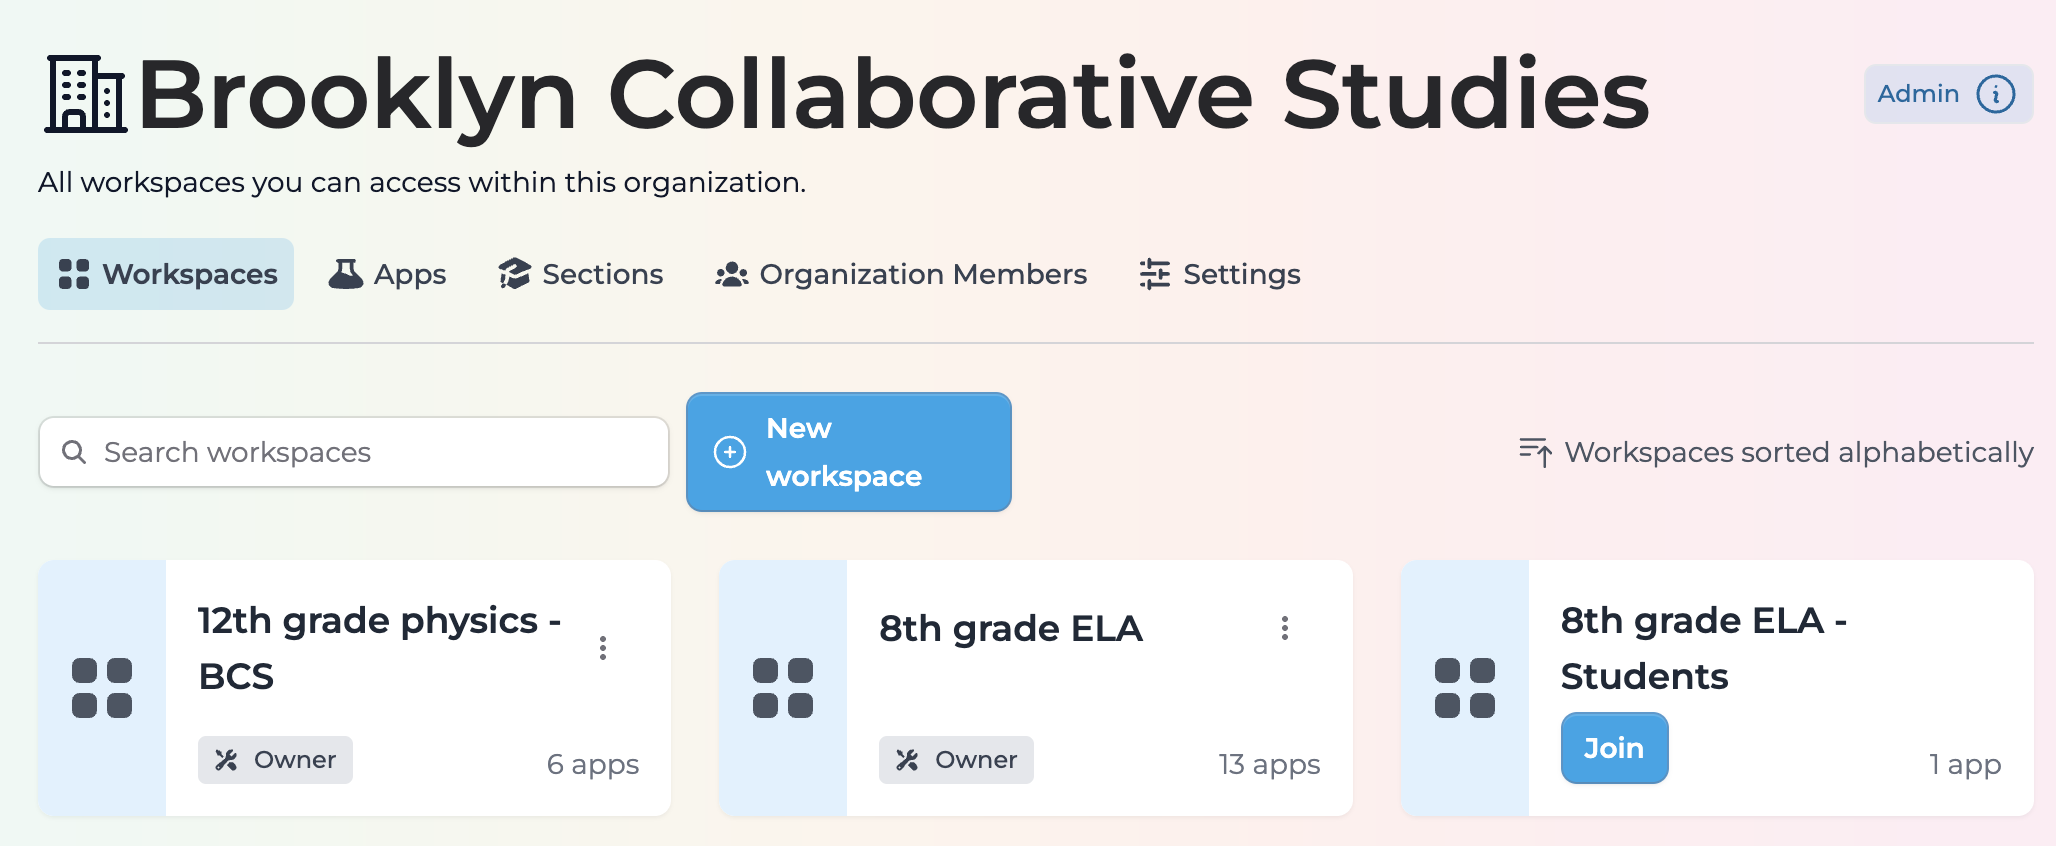 Brooklyn Collaborative Studies
Admin
All workspaces you can access within this organization.
Workspaces
Apps
Sections
Organization Members
Settings
Search workspaces
New
workspace
Workspaces sorted alphabetically
12th grade physics -
BCS
Owner
6 apps
8th grade ELA
Owner
13 apps
8th grade ELA -
Students
Join
1 app